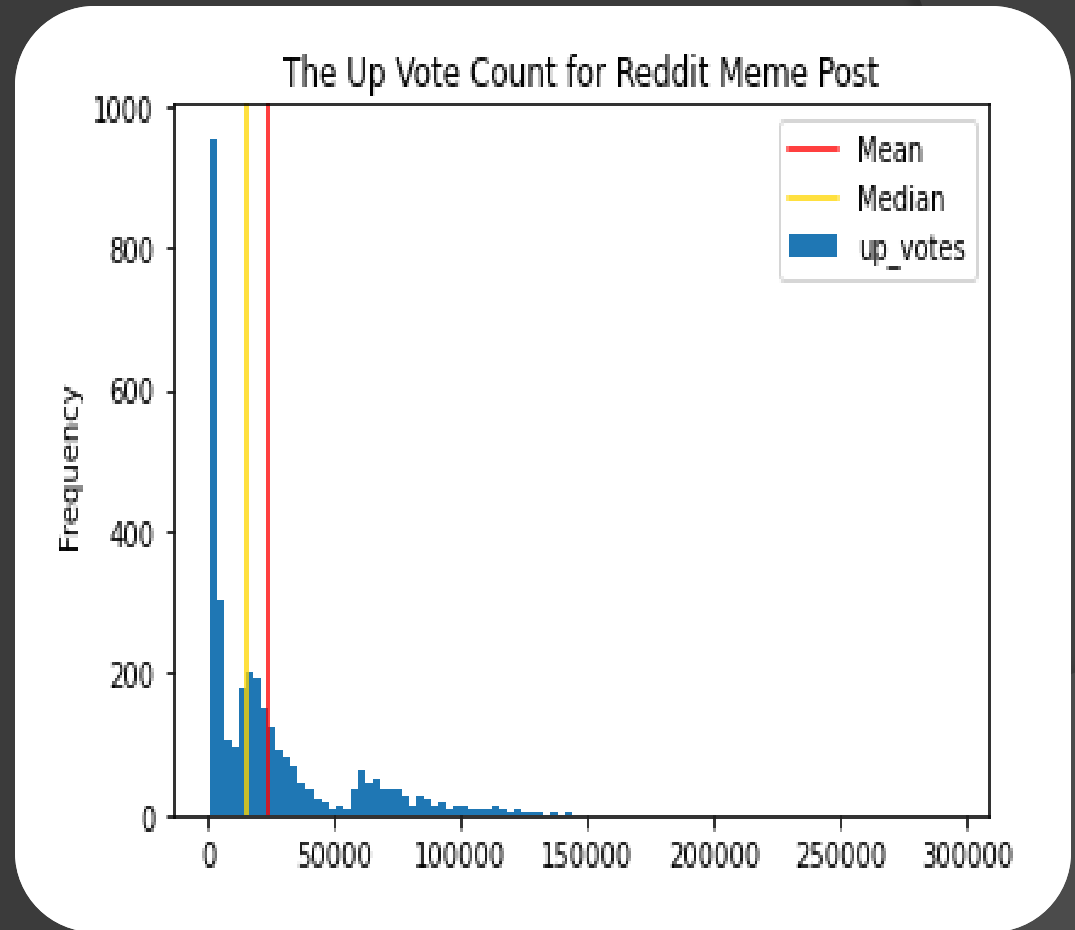 The Up Vote Count for Reddit Meme Post
1000
800
600
400
200
0
Frequency
Mean
Median
up_votes
0 50000 100000 150000 200000 250000 300000